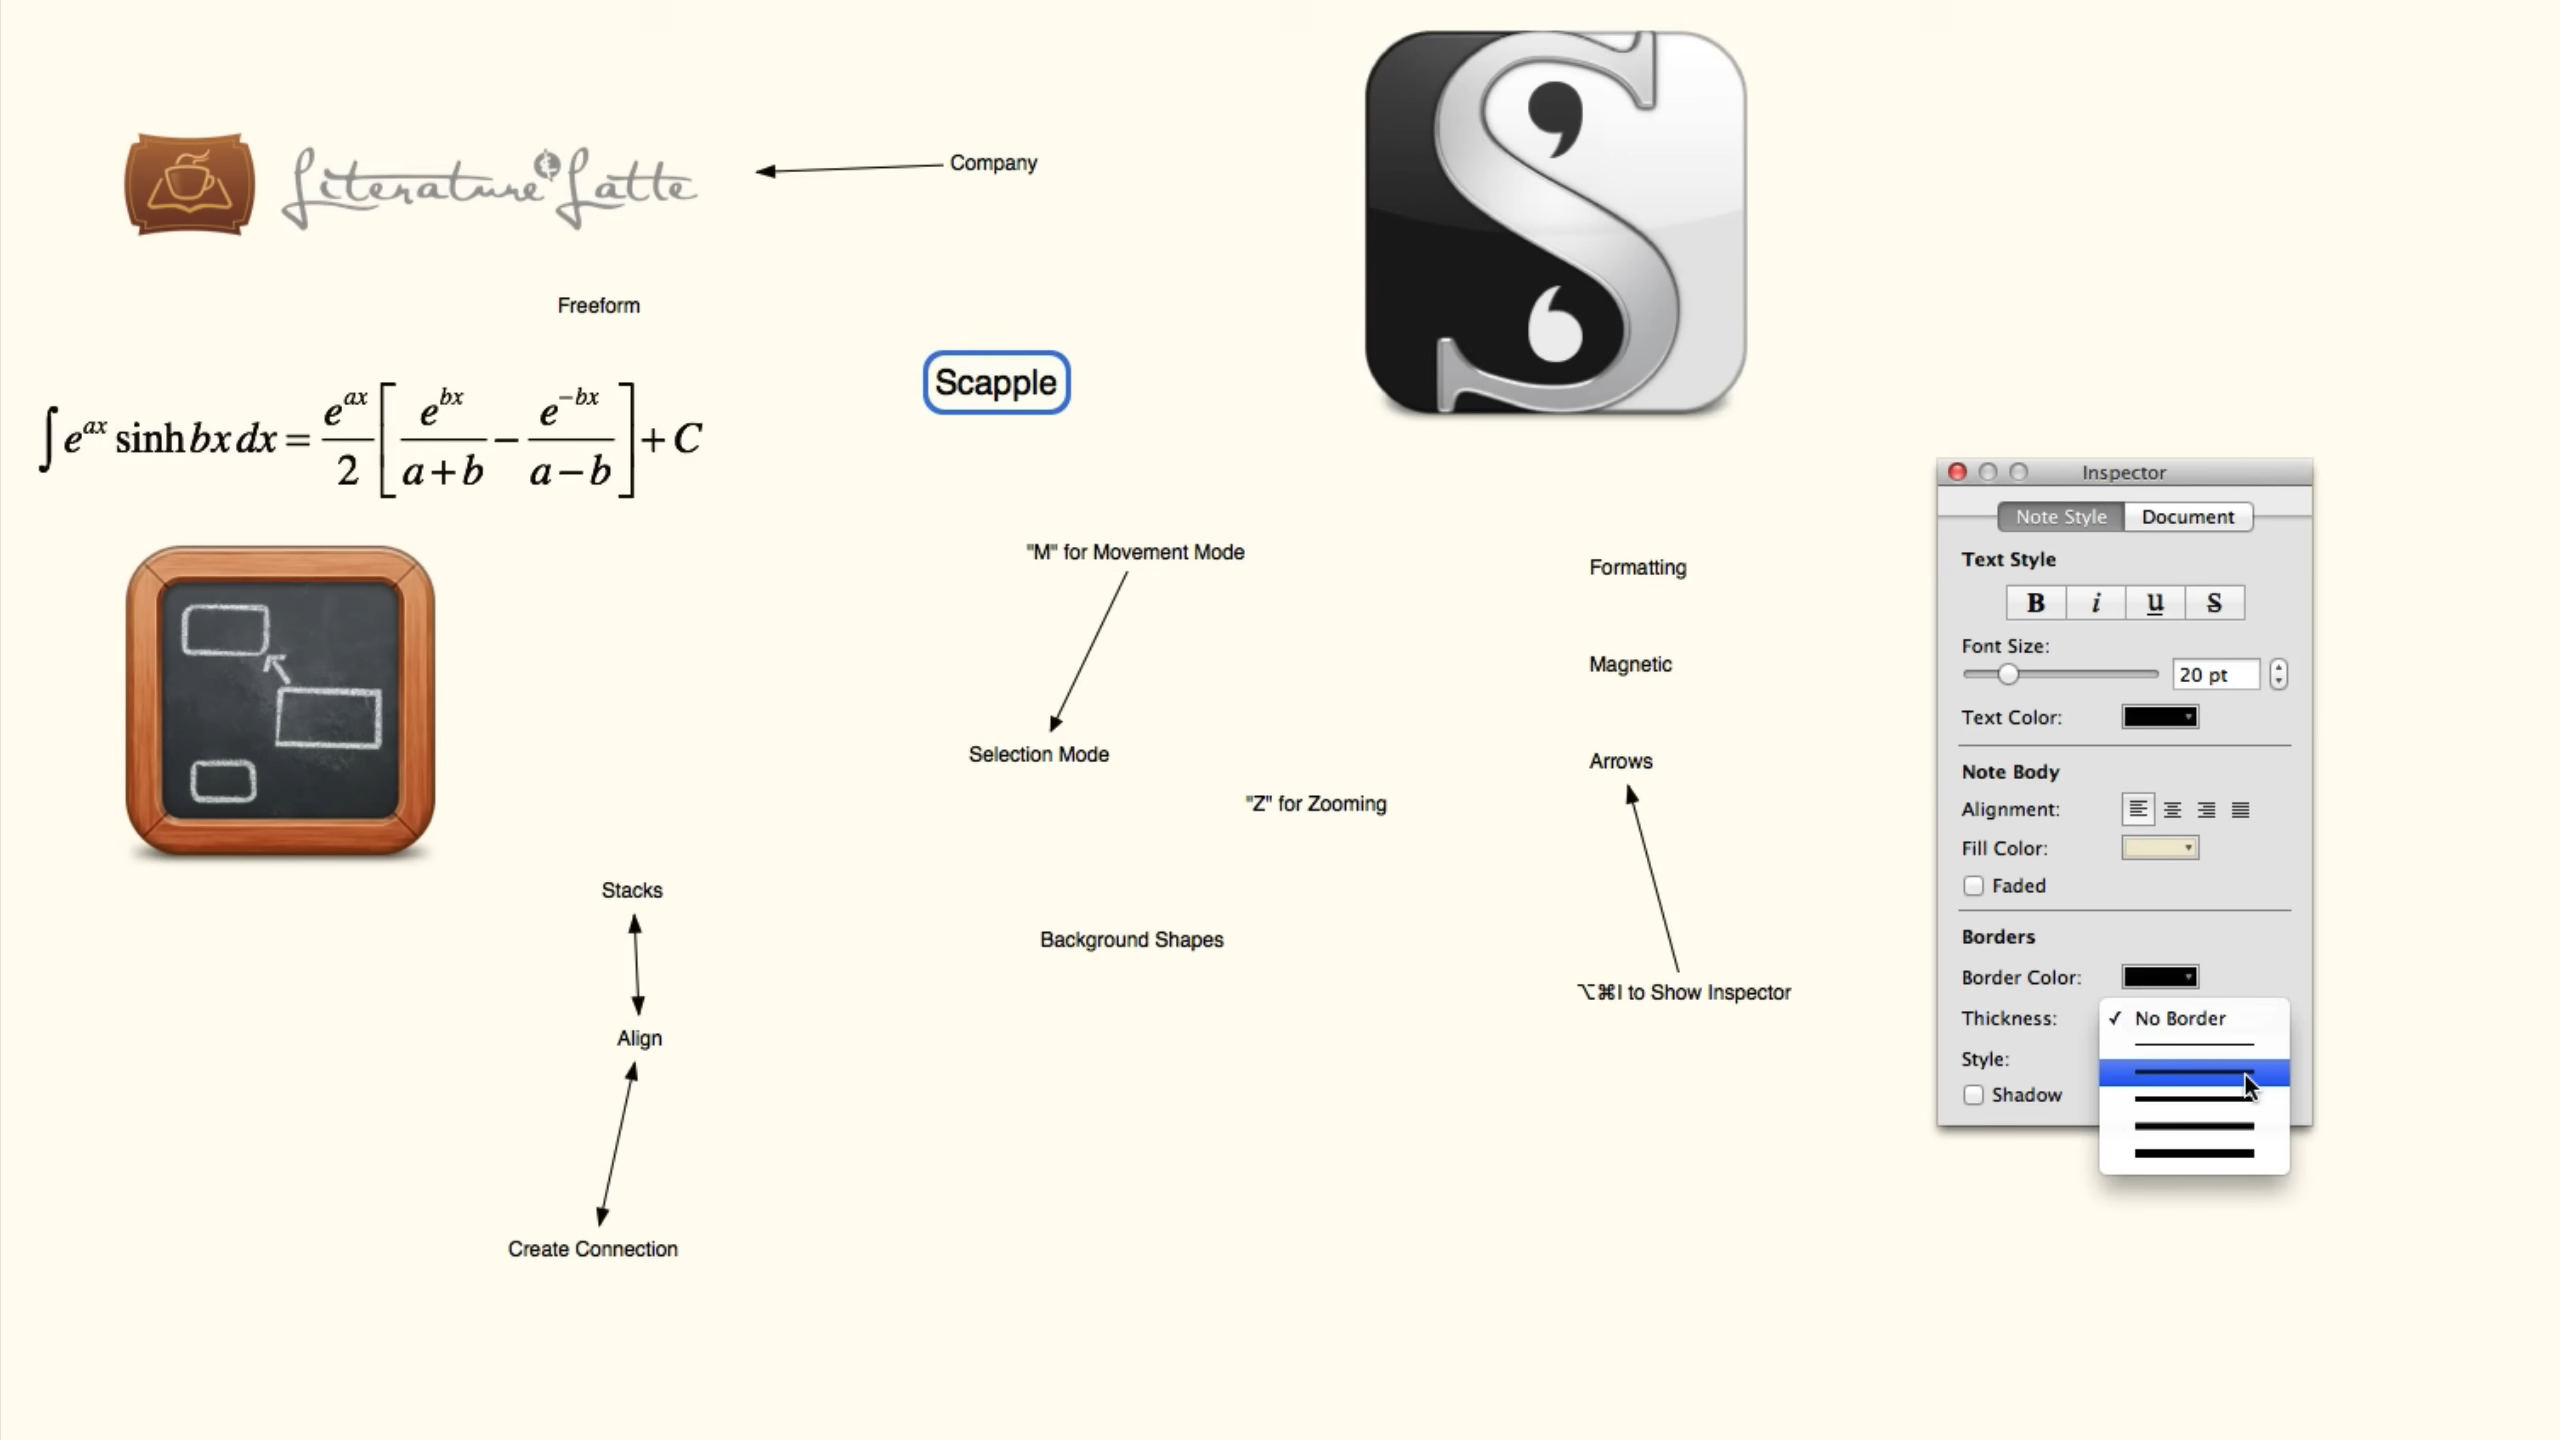 Literature & Latte
Company
Freeform
Scapple
∫ e^{ax} sinh bx dx = e^{ax}/2 [ e^{bx}/(a+b) − e^{−bx}/(a−b) ] + C
"M" for Movement Mode
Selection Mode
"Z" for Zooming
Formatting
Magnetic
Arrows
Stacks
Align
Create Connection
Background Shapes
⌥⌘I to Show Inspector
S
Inspector
Note Style Document
Text Style
B i u S
Font Size:
20 pt
Text Color:
Note Body
Alignment:
Fill Color:
Faded
Borders
Border Color:
Thickness: ✓ No Border
Style:
Shadow